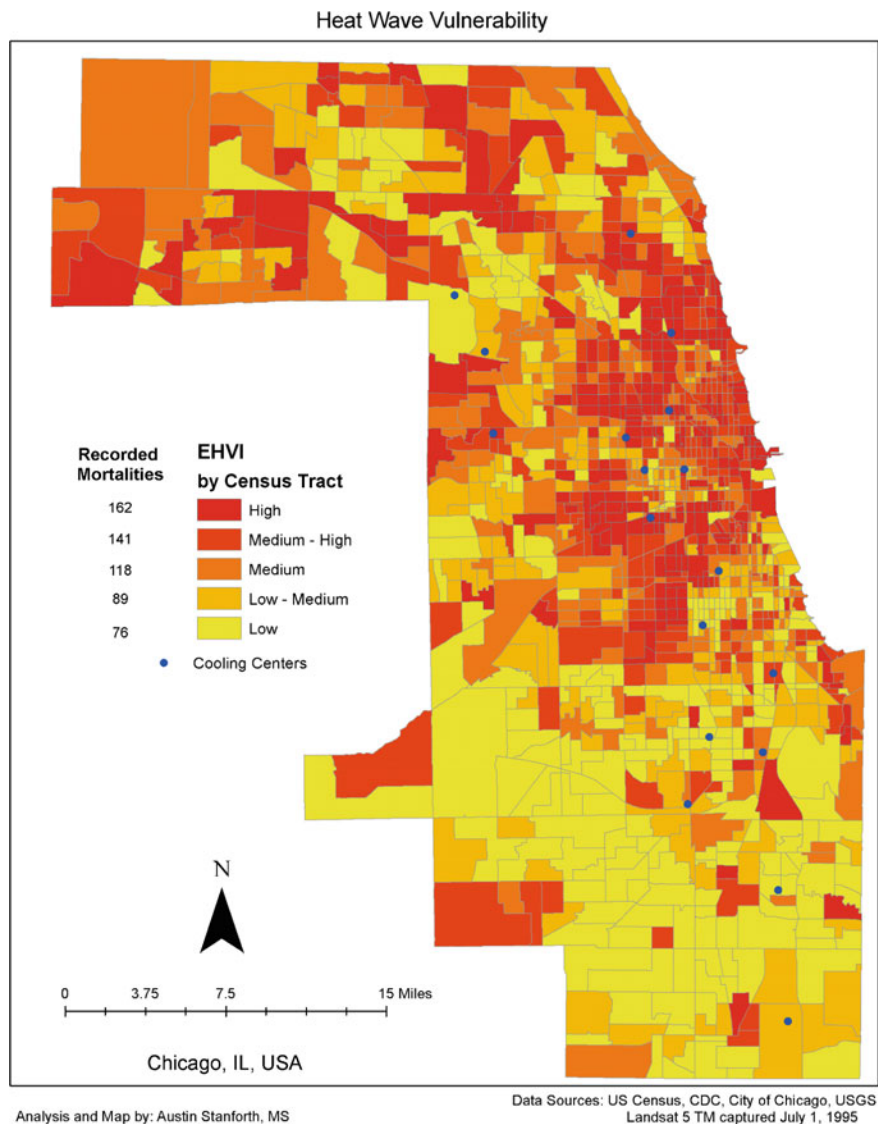 Heat Wave Vulnerability
Recorded
Mortalities
162
141
118
89
76
EHVI
by Census Tract
High
Medium - High
Medium
Low - Medium
Low
Cooling Centers
N
0 3.75 7.5 15 Miles
Chicago, IL, USA
Analysis and Map by: Austin Stanforth, MS
Data Sources: US Census, CDC, City of Chicago, USGS
Landsat 5 TM captured July 1, 1995